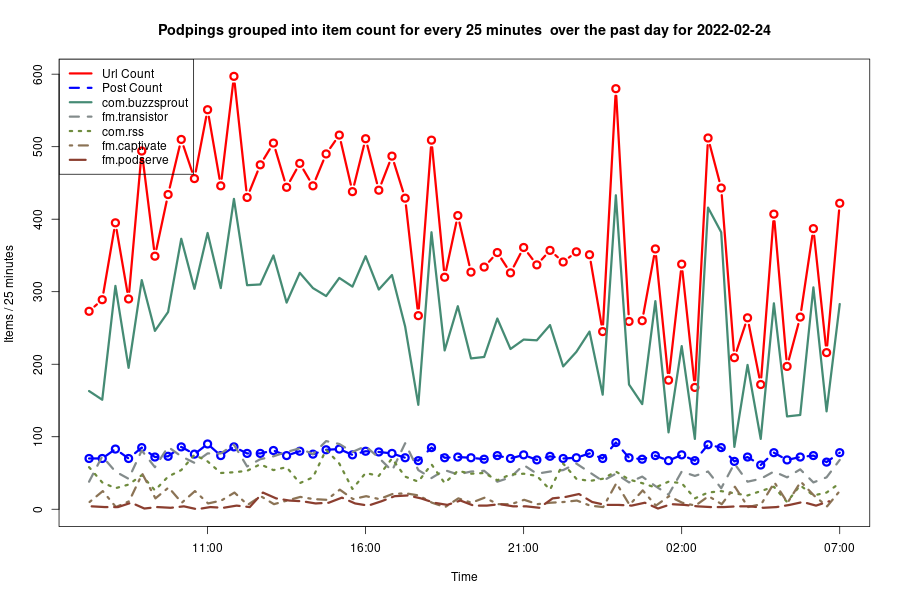 Podpings grouped into item count for every 25 minutes  over the past day for 2022-02-24
Url Count
Post Count
com.buzzsprout
fm.transistor
com.rss
fm.captivate
fm.podserve
600
500
400
300
200
100
0
Items / 25 minutes
11:00
16:00
21:00
02:00
07:00
Time